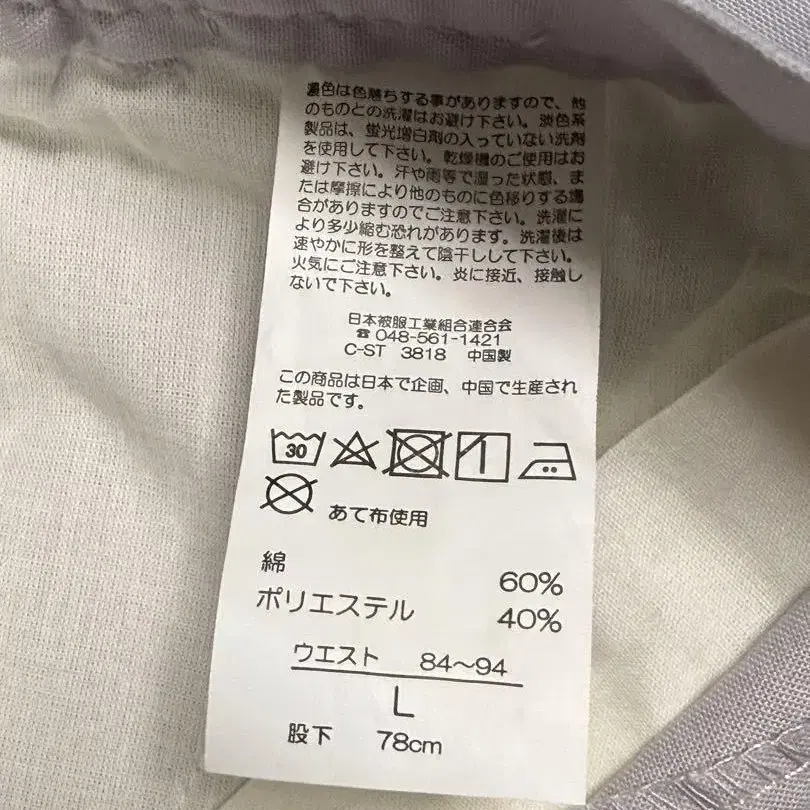 濃色は色落ちする事がありますので、他
のものとの洗濯はお避け下さい。淡色系
製品は、蛍光増白剤の入っていない洗剤
を使用して下さい。乾燥機のご使用はお
避け下さい。汗や雨等で湿った状態、ま
たは摩擦により他のものに色移りする場
合がありますのでご注意下さい。洗濯に
より多少縮む恐れがあります。洗濯後は
速やかに形を整えて陰干しして下さい。
火気にご注意下さい。炎に接近、接触し
ないで下さい。
日本被服工業組合連合会
☎ 048-561-1421
C-ST 3818 中国製
この商品は日本で企画、中国で生産され
た製品です。
30
あて布使用
綿 60%
ポリエステル 40%
ウエスト 84〜94
L
股下 78cm